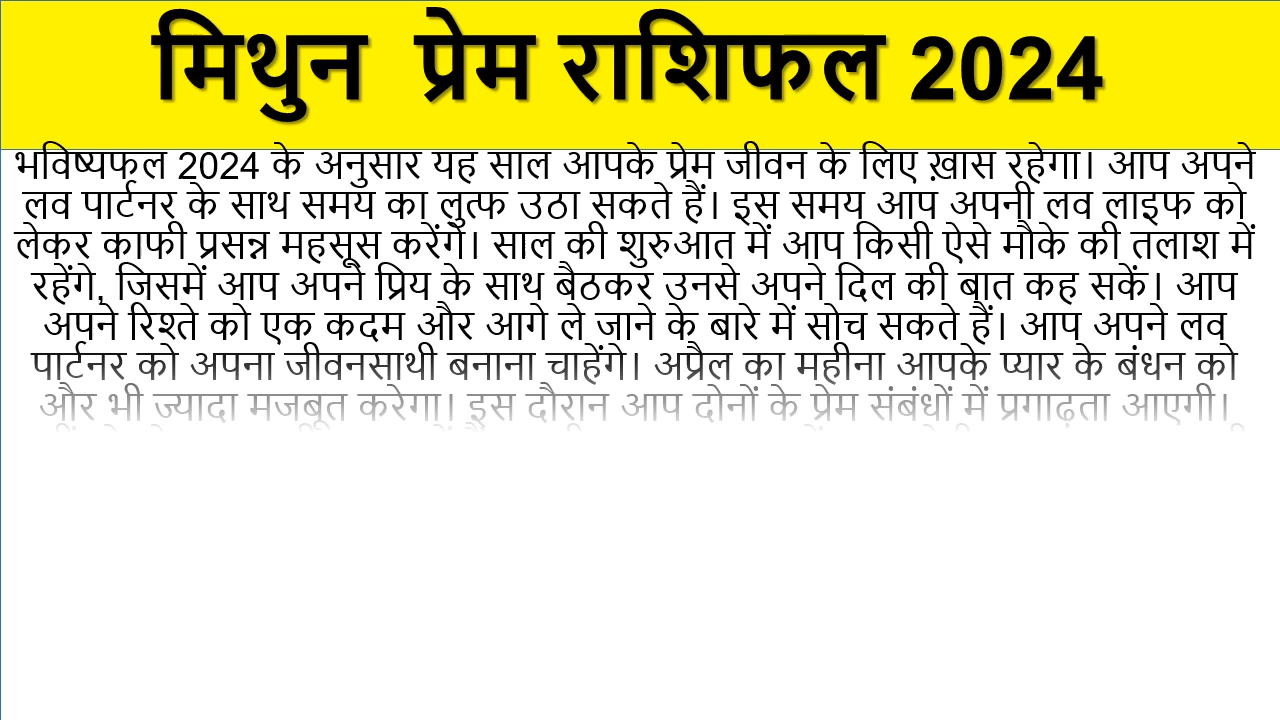 मिथुन प्रेम राशिफल 2024
भविष्यफल 2024 के अनुसार यह साल आपके प्रेम जीवन के लिए ख़ास रहेगा। आप अपने
लव पार्टनर के साथ समय का लुत्फ उठा सकते हैं। इस समय आप अपनी लव लाइफ को
लेकर काफी प्रसन्न महसूस करेंगे। साल की शुरुआत में आप किसी ऐसे मौके की तलाश में
रहेंगे, जिसमें आप अपने प्रिय के साथ बैठकर उनसे अपने दिल की बात कह सकें। आप
अपने रिश्ते को एक कदम और आगे ले जाने के बारे में सोच सकते हैं। आप अपने लव
पार्टनर को अपना जीवनसाथी बनाना चाहेंगे। अप्रैल का महीना आपके प्यार के बंधन को
और भी ज्यादा मजबूत करेगा। इस दौरान आप दोनों के प्रेम संबंधों में प्रगाढ़ता आएगी।